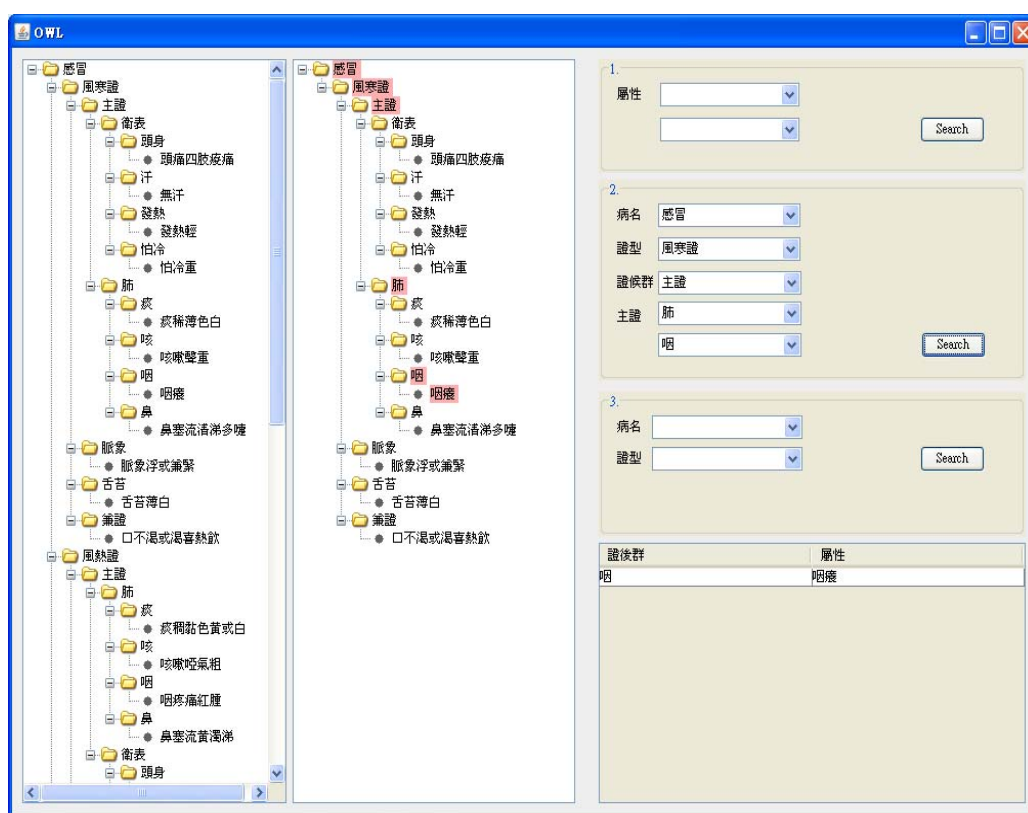 OWL
感冒
風寒證
主證
衛表
頭身
頭痛四肢痠痛
汗
無汗
發熱
發熱輕
怕冷
怕冷重
肺
痰
痰稀薄色白
咳
咳嗽聲重
咽
咽癢
鼻
鼻塞流清涕多嚏
脈象
脈象浮或兼緊
舌苔
舌苔薄白
兼證
口不渴或渴喜熱飲
風熱證
主證
肺
痰
痰稠黏色黃或白
咳
咳嗽啞氣粗
咽
咽疼痛紅腫
鼻
鼻塞流黃濁涕
衛表
頭身
感冒
風寒證
主證
衛表
頭身
頭痛四肢痠痛
汗
無汗
發熱
發熱輕
怕冷
怕冷重
肺
痰
痰稀薄色白
咳
咳嗽聲重
咽
咽癢
鼻
鼻塞流清涕多嚏
脈象
脈象浮或兼緊
舌苔
舌苔薄白
兼證
口不渴或渴喜熱飲
1.
屬性
Search
2.
病名 感冒
證型 風寒證
證候群 主證
主證 肺
咽 Search
3.
病名
證型 Search
證後群 屬性
咽 咽癢